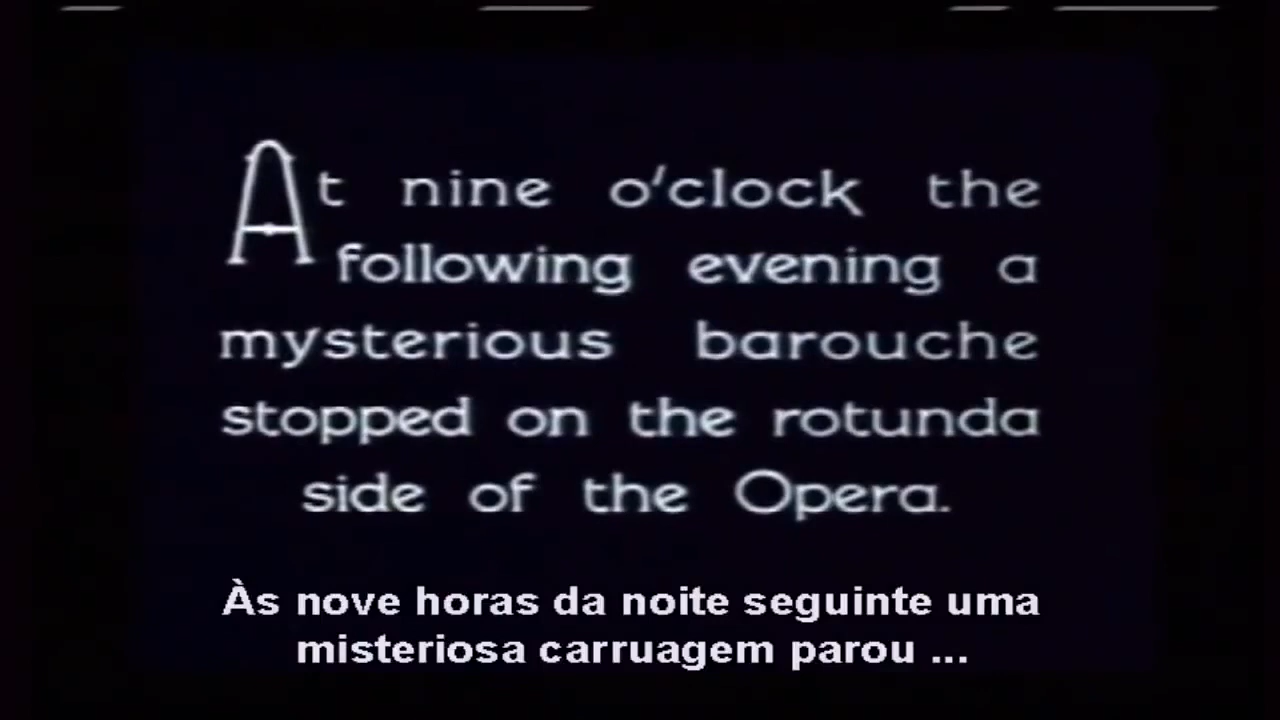 At nine o'clock the
following evening a
mysterious barouche
stopped on the rotunda
side of the Opera.
Às nove horas da noite seguinte uma
misteriosa carruagem parou ...